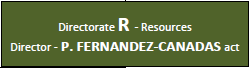 Directorate R - Resources
Director - P. FERNANDEZ-CANADAS act